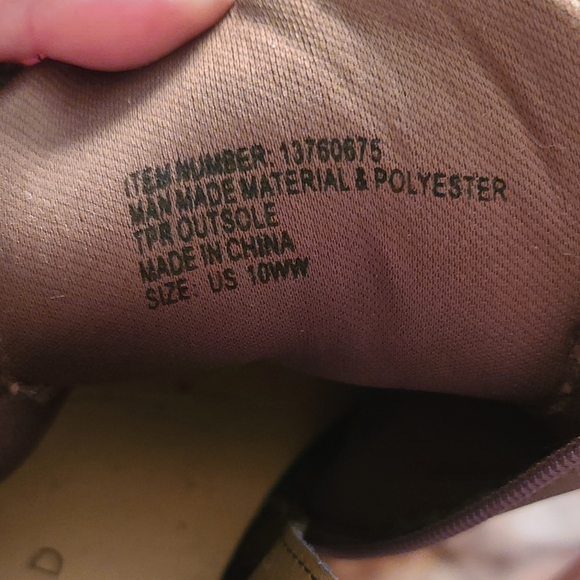 ITEM NUMBER: 13760675
MAN MADE MATERIAL & POLYESTER
TPR OUTSOLE
MADE IN CHINA
SIZE: US 10WW
D